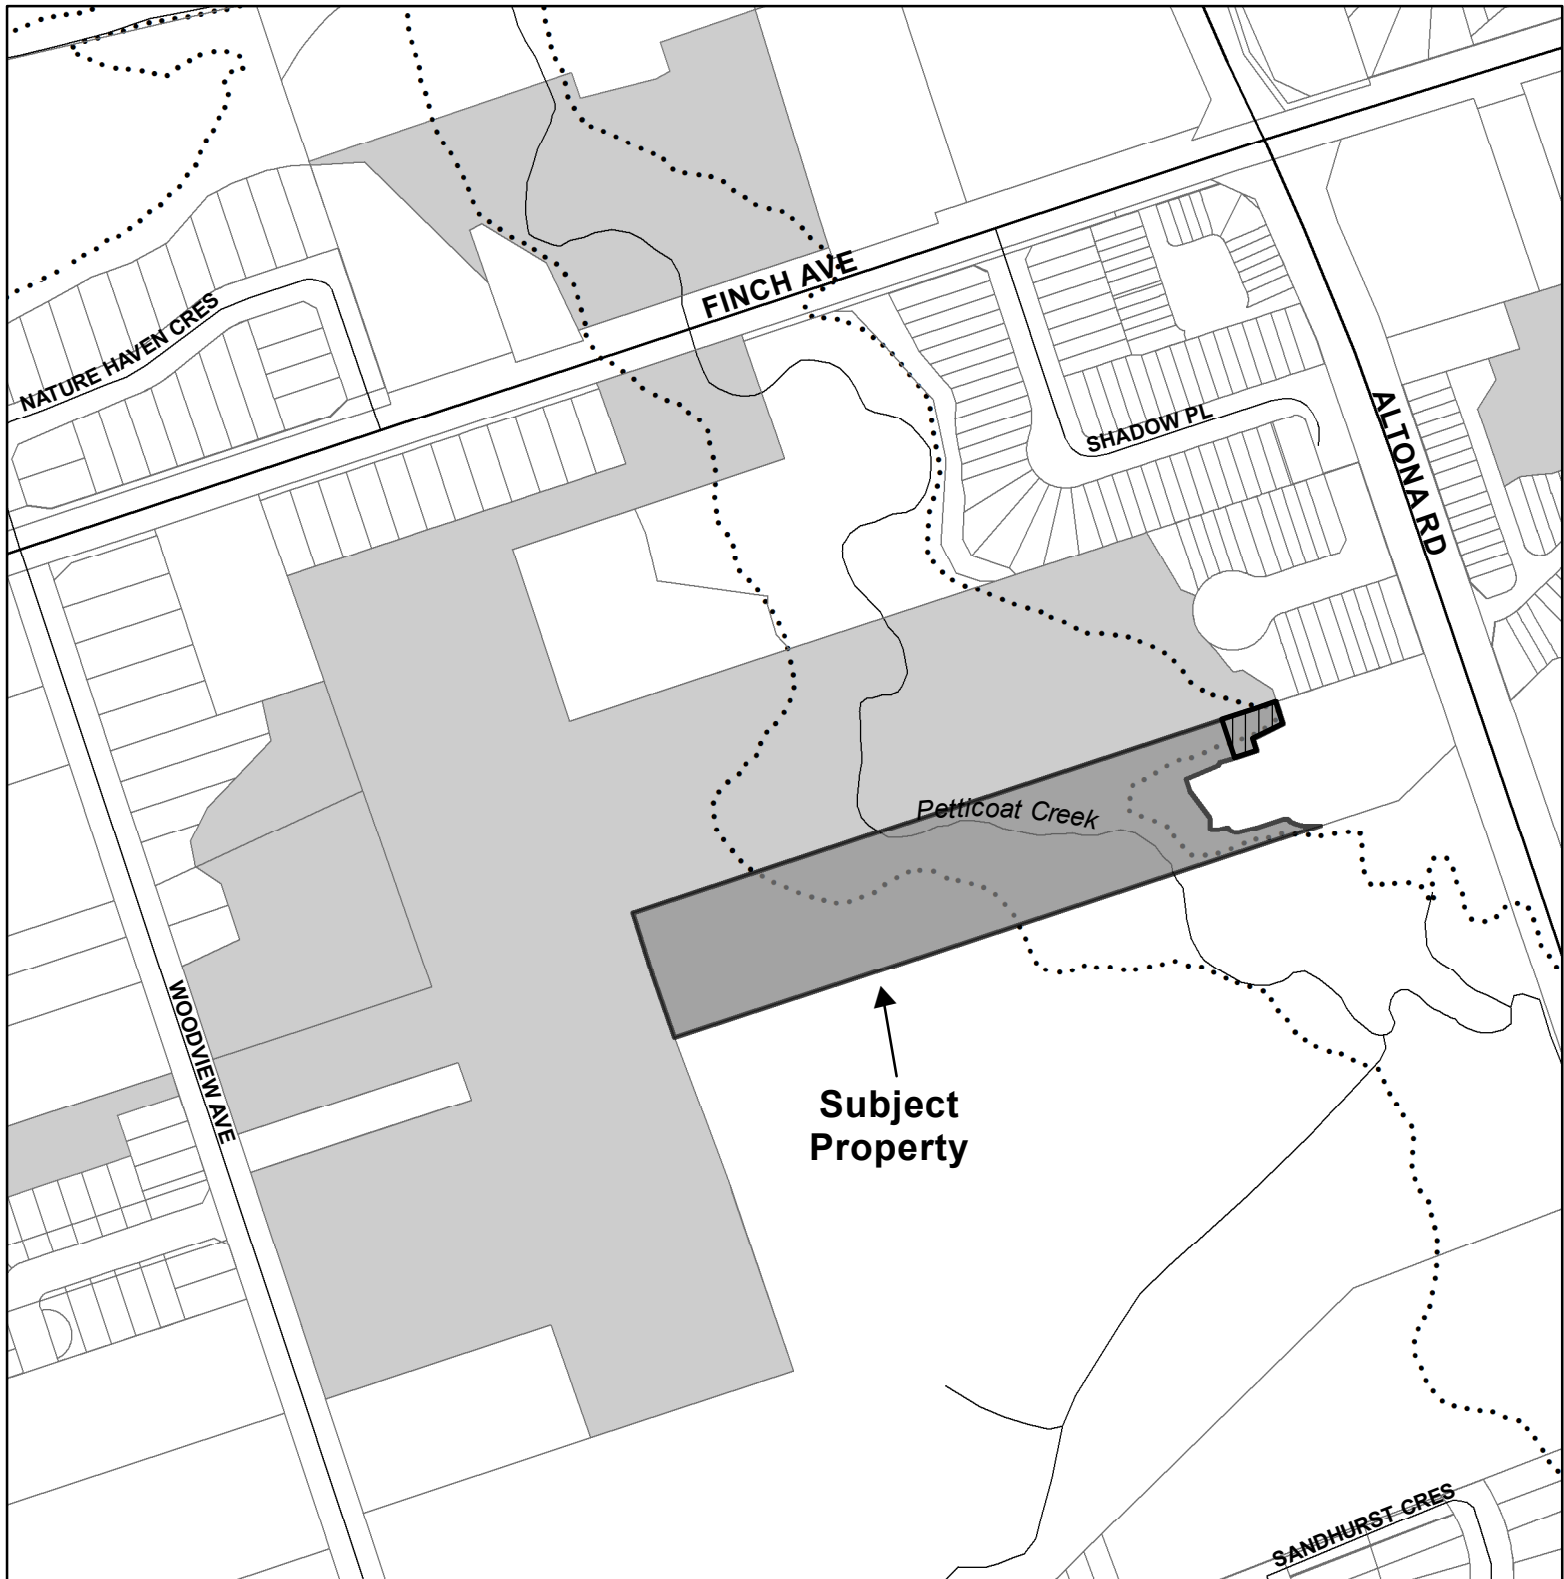 FINCH AVE
NATURE HAVEN CRES
SHADOW PL
ALTONA RD
Petticoat Creek
WOODVIEW AVE
Subject
Property
SANDHURST CRES